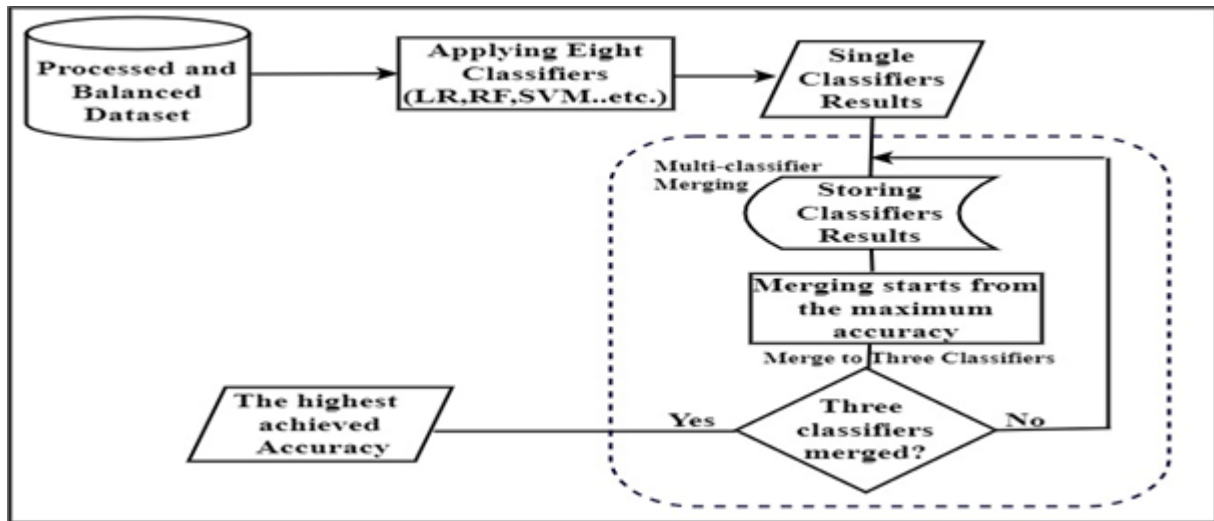 Processed and
Balanced
Dataset
Applying Eight
Classifiers
(LR,RF,SVM..etc.)
Single
Classifiers
Results
Multi-classifier
Merging
Storing
Classifiers
Results
Merging starts from
the maximum
accuracy
Merge to Three Classifiers
Three
classifiers
merged?
Yes
No
The highest
achieved
Accuracy